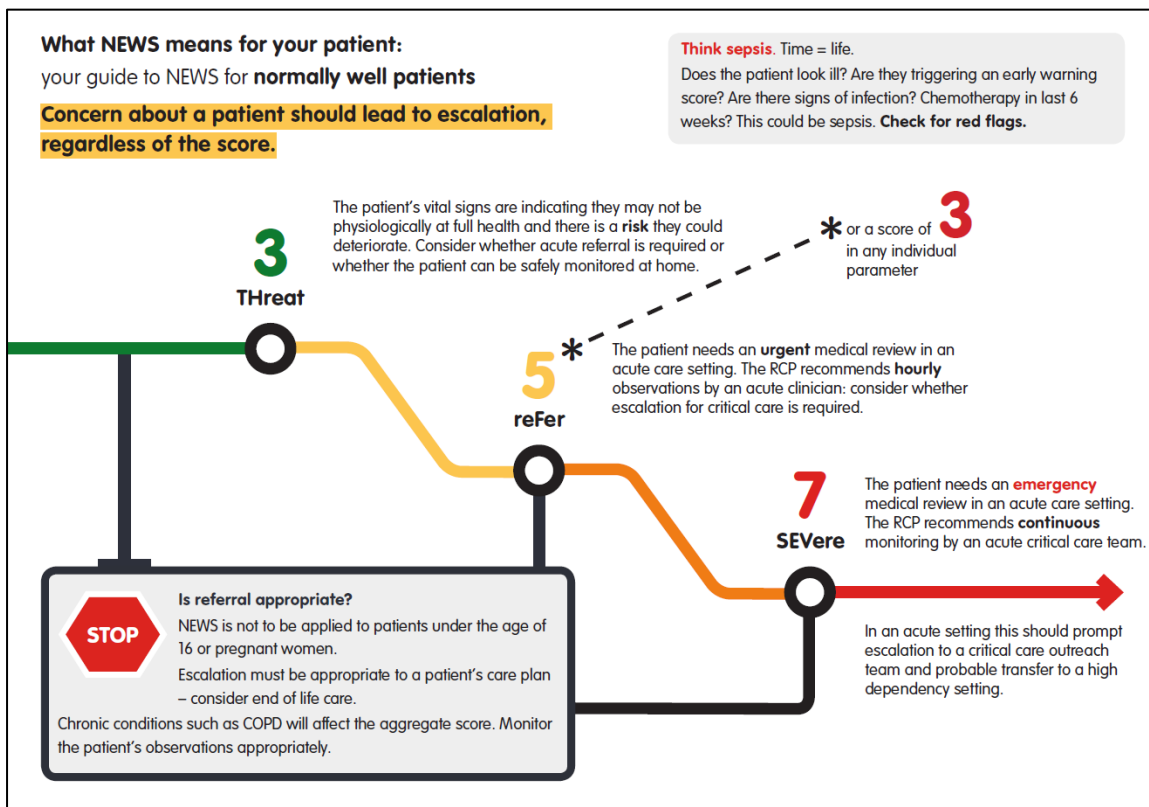 What NEWS means for your patient:
your guide to NEWS for normally well patients
Concern about a patient should lead to escalation,
regardless of the score.
Think sepsis. Time = life.
Does the patient look ill? Are they triggering an early warning
score? Are there signs of infection? Chemotherapy in last 6
weeks? This could be sepsis. Check for red flags.
3
THreat
The patient's vital signs are indicating they may not be
physiologically at full health and there is a risk they could
deteriorate. Consider whether acute referral is required or
whether the patient can be safely monitored at home.
* or a score of 3
in any individual
parameter
5*
reFer
The patient needs an urgent medical review in an
acute care setting. The RCP recommends hourly
observations by an acute clinician: consider whether
escalation for critical care is required.
7
SEVere
The patient needs an emergency
medical review in an acute care setting.
The RCP recommends continuous
monitoring by an acute critical care team.
In an acute setting this should prompt
escalation to a critical care outreach
team and probable transfer to a high
dependency setting.
STOP
Is referral appropriate?
NEWS is not to be applied to patients under the age of
16 or pregnant women.
Escalation must be appropriate to a patient's care plan
– consider end of life care.
Chronic conditions such as COPD will affect the aggregate score. Monitor
the patient's observations appropriately.